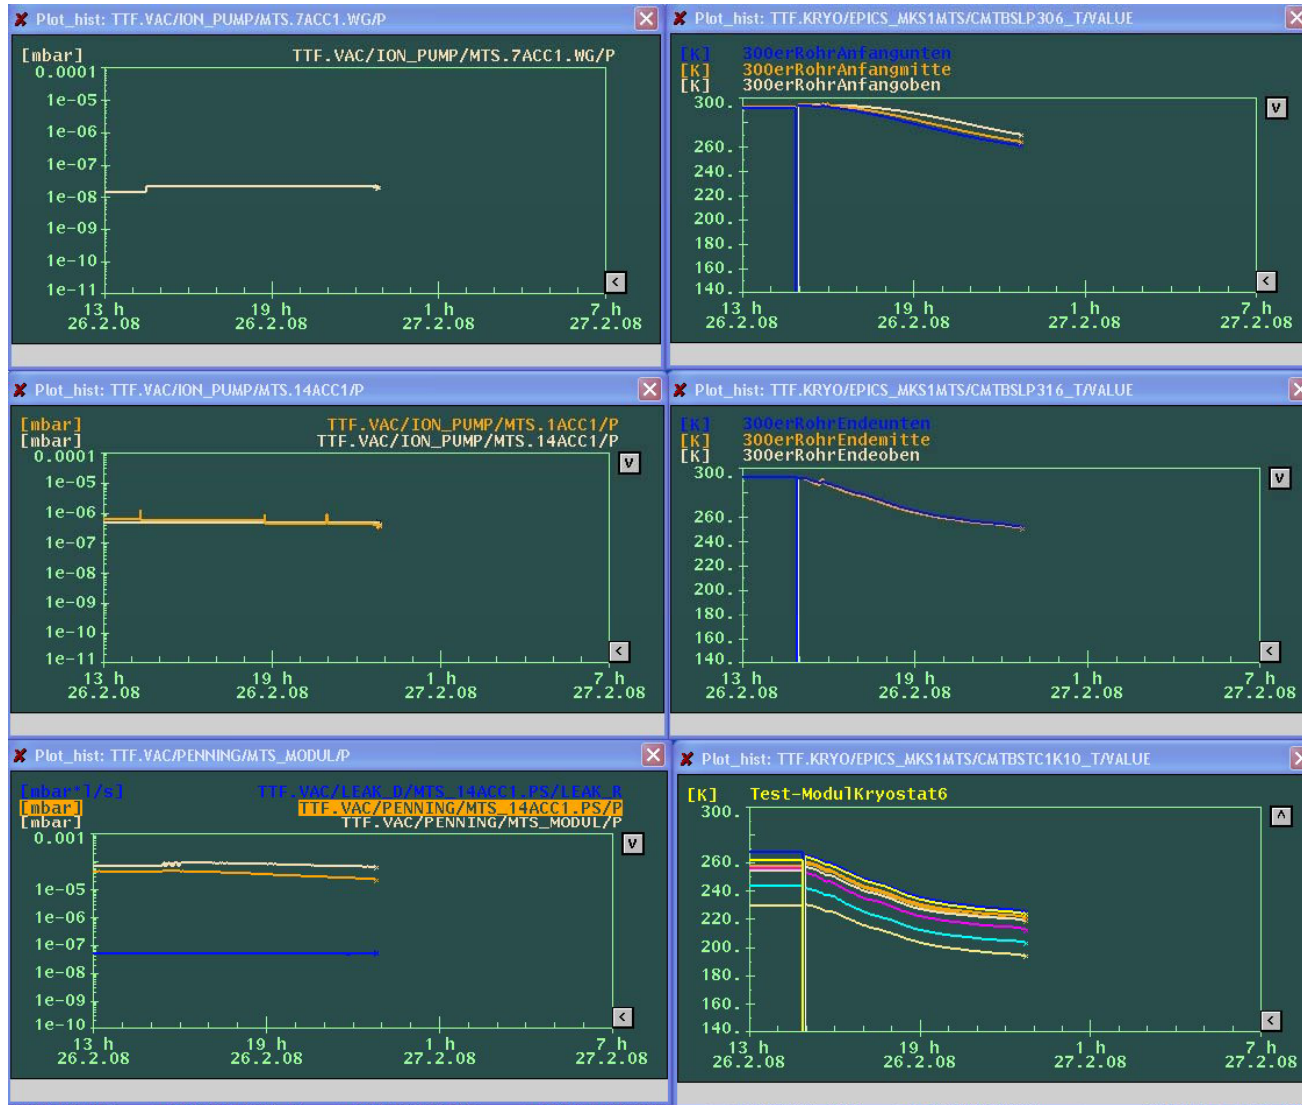 Plot_hist: TTF.VAC/ION_PUMP/MTS.7ACC1.WG/P
[mbar] TTF.VAC/ION_PUMP/MTS.7ACC1.WG/P
0.0001
1e-05
1e-06
1e-07
1e-08
1e-09
1e-10
1e-11
13 h 19 h 1 h 7 h
26.2.08 26.2.08 27.2.08 27.2.08
<
Plot_hist: TTF.KRYO/EPICS_MKS1MTS/CMTBSLP306_T/VALUE
[K] 300erRohrAnfangunten
[K] 300erRohrAnfangmitte
[K] 300erRohrAnfangoben
300.
260.
240.
220.
200.
180.
160.
140.
13 h 19 h 1 h 7 h
26.2.08 26.2.08 27.2.08 27.2.08
v
<
Plot_hist: TTF.VAC/ION_PUMP/MTS.14ACC1/P
[mbar] TTF.VAC/ION_PUMP/MTS.1ACC1/P
[mbar] TTF.VAC/ION_PUMP/MTS.14ACC1/P
0.0001
1e-05
1e-06
1e-07
1e-08
1e-09
1e-10
1e-11
13 h 19 h 1 h 7 h
26.2.08 26.2.08 27.2.08 27.2.08
v
<
Plot_hist: TTF.KRYO/EPICS_MKS1MTS/CMTBSLP316_T/VALUE
[K] 300erRohrEndeunten
[K] 300erRohrEndemitte
[K] 300erRohrEndeoben
300.
260.
240.
220.
200.
180.
160.
140.
13 h 19 h 1 h 7 h
26.2.08 26.2.08 27.2.08 27.2.08
v
<
Plot_hist: TTF.VAC/PENNING/MTS_MODUL/P
[mbar*l/s] TTF.VAC/LEAK_D/MTS_14ACC1.PS/LEAK_R
[mbar] TTF.VAC/PENNING/MTS_14ACC1.PS/P
[mbar] TTF.VAC/PENNING/MTS_MODUL/P
0.001
1e-05
1e-06
1e-07
1e-08
1e-09
1e-10
13 h 19 h 1 h 7 h
26.2.08 26.2.08 27.2.08 27.2.08
v
<
Plot_hist: TTF.KRYO/EPICS_MKS1MTS/CMTBSTC1K10_T/VALUE
[K] Test-ModulKryostat6
300.
260.
240.
220.
200.
180.
160.
140.
13 h 19 h 1 h 7 h
26.2.08 26.2.08 27.2.08 27.2.08
^
<